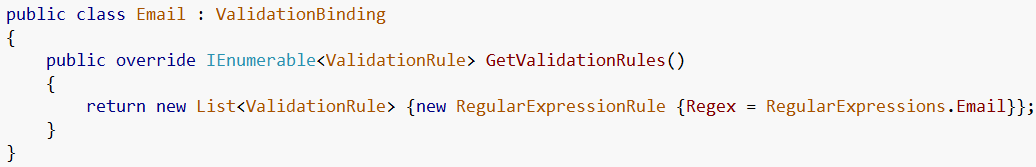 public class Email : ValidationBinding
{
    public override IEnumerable<ValidationRule> GetValidationRules()
    {
        return new List<ValidationRule> {new RegularExpressionRule {Regex = RegularExpressions.Email}};
    }
}